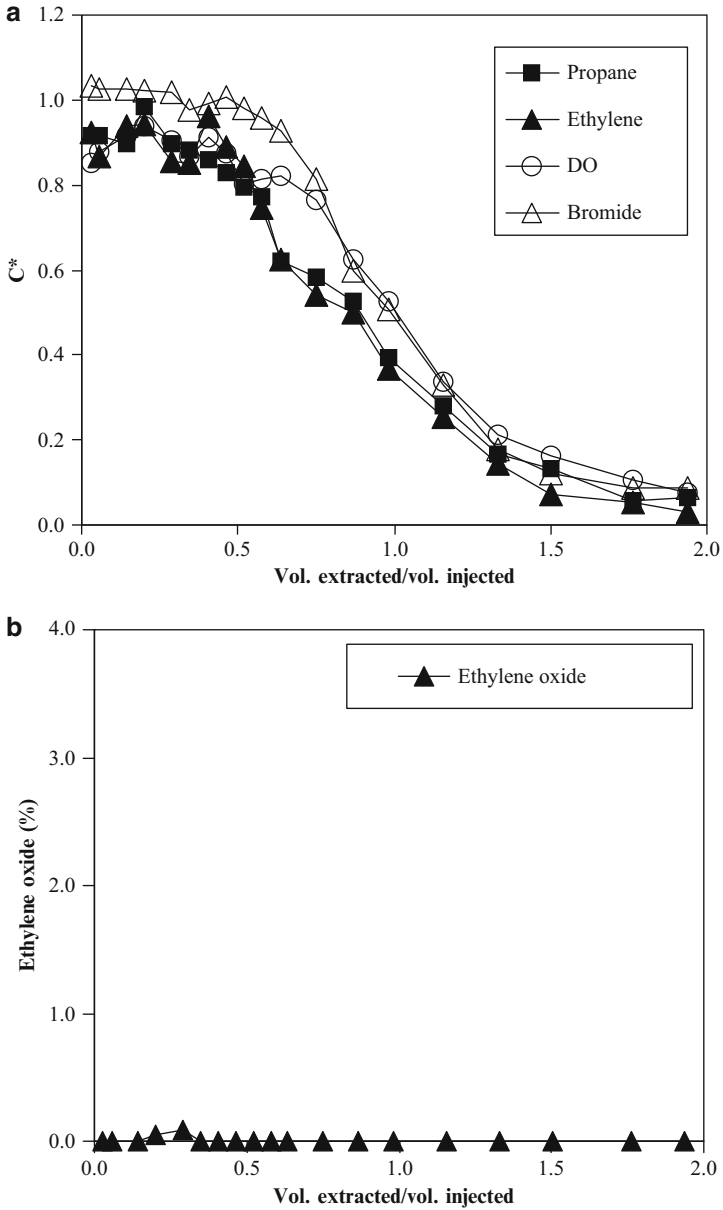 a
1.2
1.0
0.8
0.6
0.4
0.2
0.0
C*
Propane
Ethylene
DO
Bromide
0.0 0.5 1.0 1.5 2.0
Vol. extracted/vol. injected
b
4.0
3.0
2.0
1.0
0.0
Ethylene oxide (%)
Ethylene oxide
0.0 0.5 1.0 1.5 2.0
Vol. extracted/vol. injected